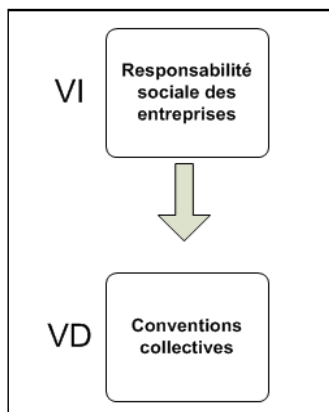 VI
Responsabilité
sociale des
entreprises
VD
Conventions
collectives